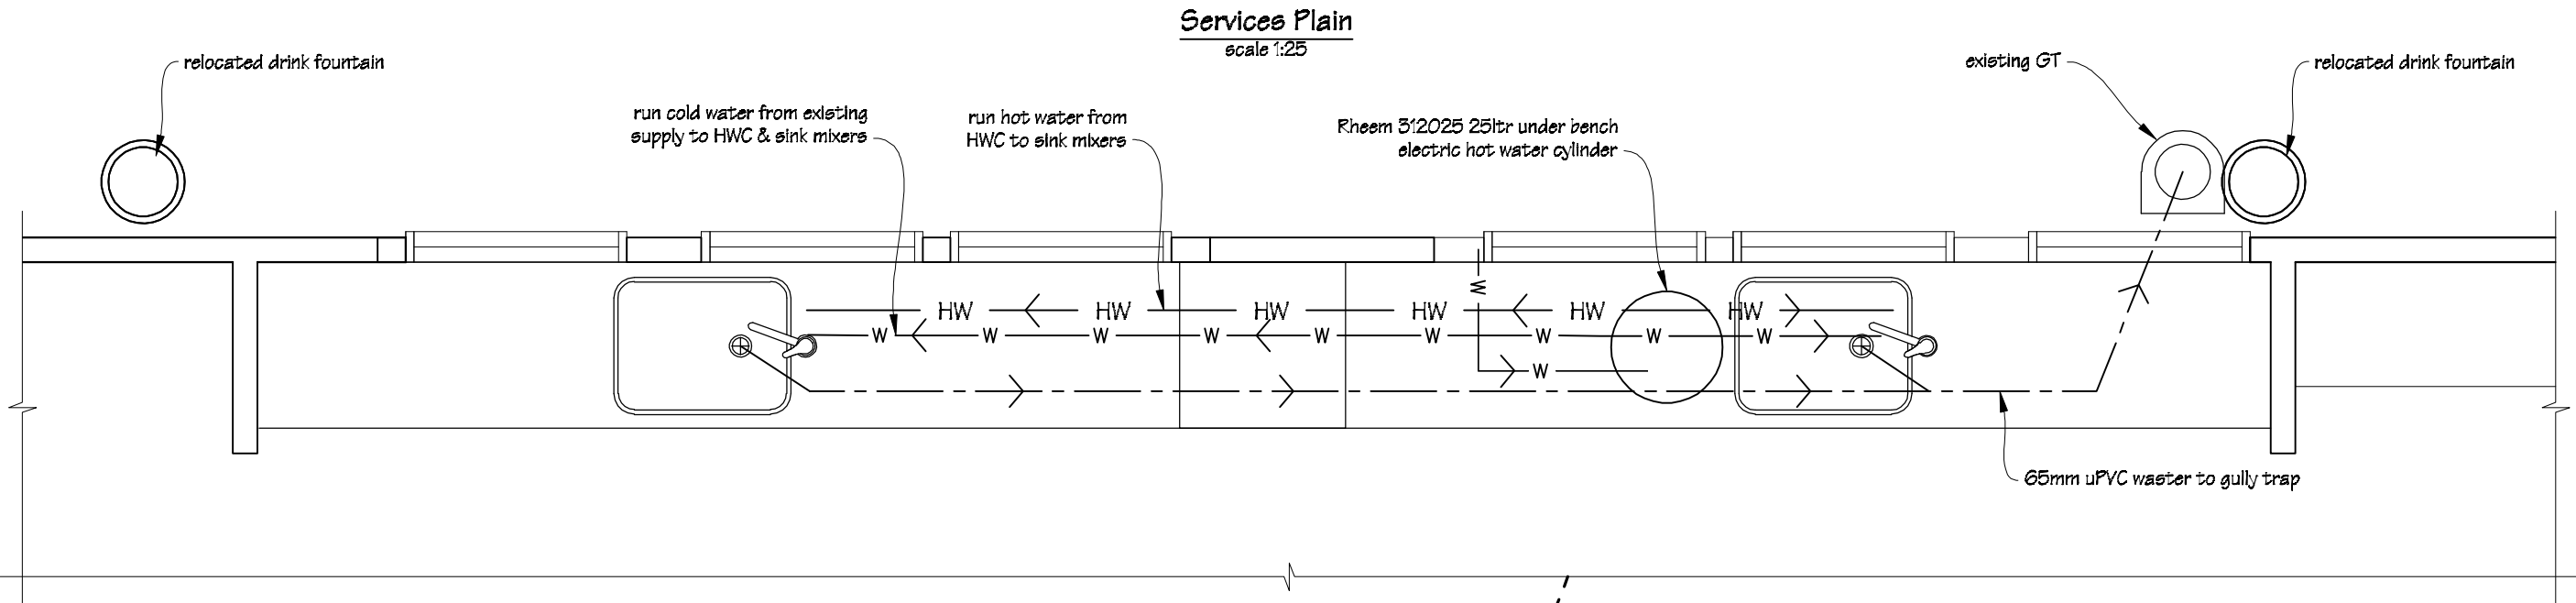 Services Plain
scale 1:25
relocated drink fountain
existing GT
relocated drink fountain
run cold water from existing
supply to HWC & sink mixers
run hot water from
HWC to sink mixers
Rheem 312025 25ltr under bench
electric hot water cylinder
W
HW HW HW HW HW HW
W W W W W W W W W
W
65mm uPVC waster to gully trap